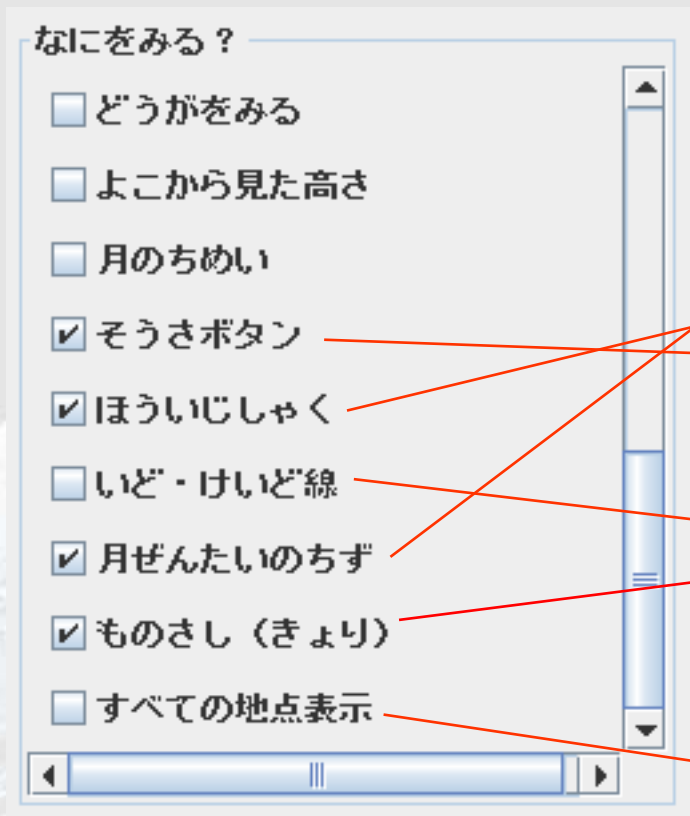 なにをみる？
どうがをみる
よこから見た高さ
月のちめい
そうさボタン
ほういじしゃく
いど・けいど線
月ぜんたいのちず
ものさし（きょり）
すべての地点表示